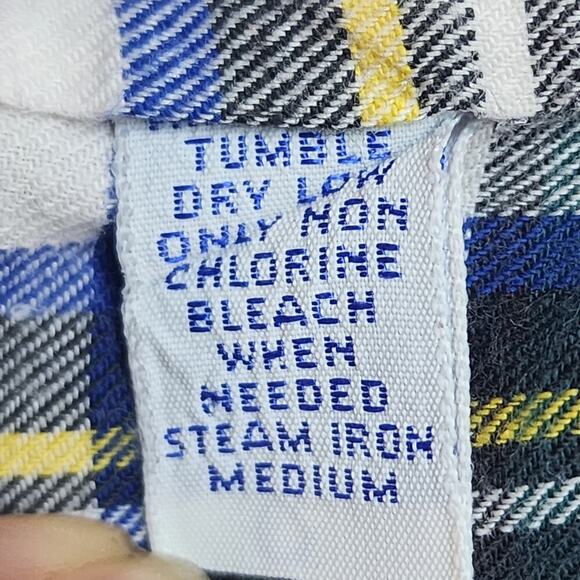 TUMBLE
DRY LOW
ONLY NON
CHLORINE
BLEACH
WHEN
NEEDED
STEAM IRON
MEDIUM